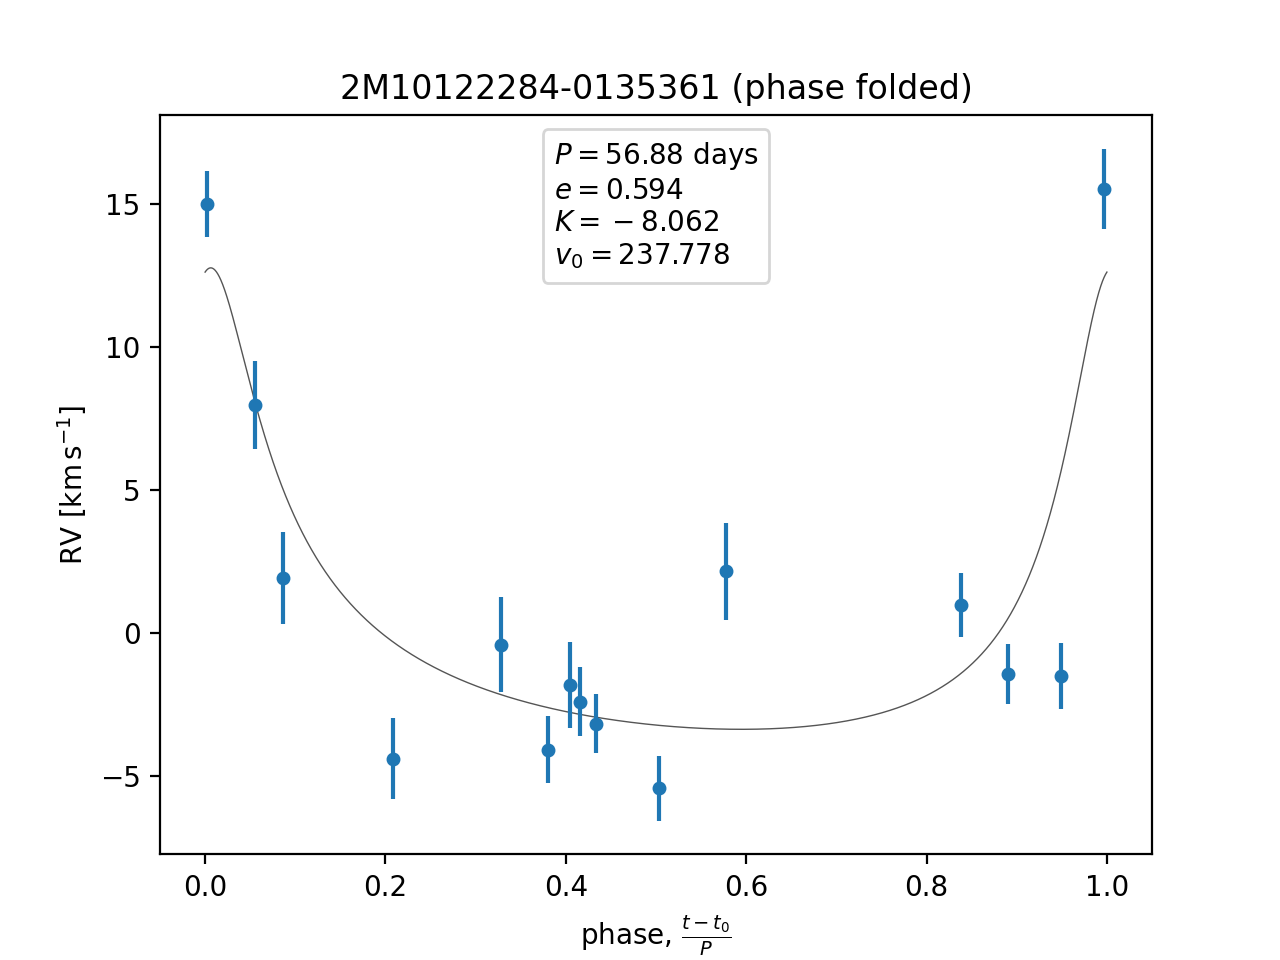 2M10122284-0135361 (phase folded)
P = 56.88 days
e = 0.594
K = −8.062
v₀ = 237.778
RV [km s⁻¹]
15
10
5
0
−5
0.0 0.2 0.4 0.6 0.8 1.0
phase, (t − t₀)/P